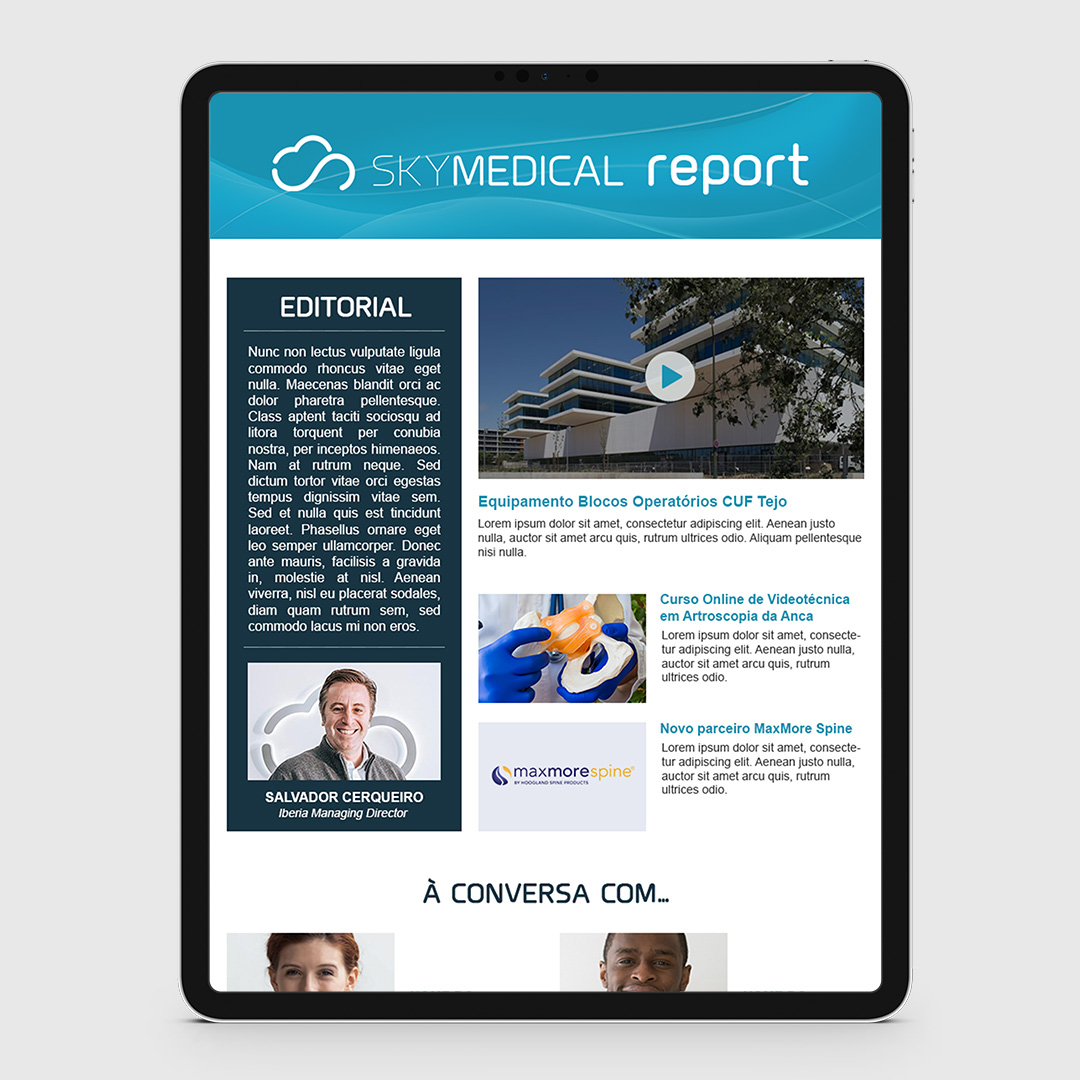 SKYMEDICAL report
EDITORIAL
Nunc non lectus vulputate ligula
commodo rhoncus vitae eget
nulla. Maecenas blandit orci ac
dolor pharetra pellentesque.
Class aptent taciti sociosqu ad
litora torquent per conubia
nostra, per inceptos himenaeos.
Nam at rutrum neque. Sed
dictum tortor vitae orci egestas
tempus dignissim vitae sem.
Sed et nulla quis est tincidunt
laoreet. Phasellus ornare eget
leo semper ullamcorper. Donec
ante mauris, facilisis a gravida
in, molestie at nisl. Aenean
viverra, nisl eu placerat sodales,
diam quam rutrum sem, sed
commodo lacus mi non eros.
SALVADOR CERQUEIRO
Iberia Managing Director
Equipamento Blocos Operatórios CUF Tejo
Lorem ipsum dolor sit amet, consectetur adipiscing elit. Aenean justo
nulla, auctor sit amet arcu quis, rutrum ultrices odio. Aliquam pellentesque
nisi nulla.
Curso Online de Videotécnica
em Artroscopia da Anca
Lorem ipsum dolor sit amet, consecte-
tur adipiscing elit. Aenean justo nulla,
auctor sit amet arcu quis, rutrum
ultrices odio.
maxmorespine®
BY HOOGLAND SPINE PRODUCTS
Novo parceiro MaxMore Spine
Lorem ipsum dolor sit amet, consecte-
tur adipiscing elit. Aenean justo nulla,
auctor sit amet arcu quis, rutrum
ultrices odio.
À CONVERSA COM...